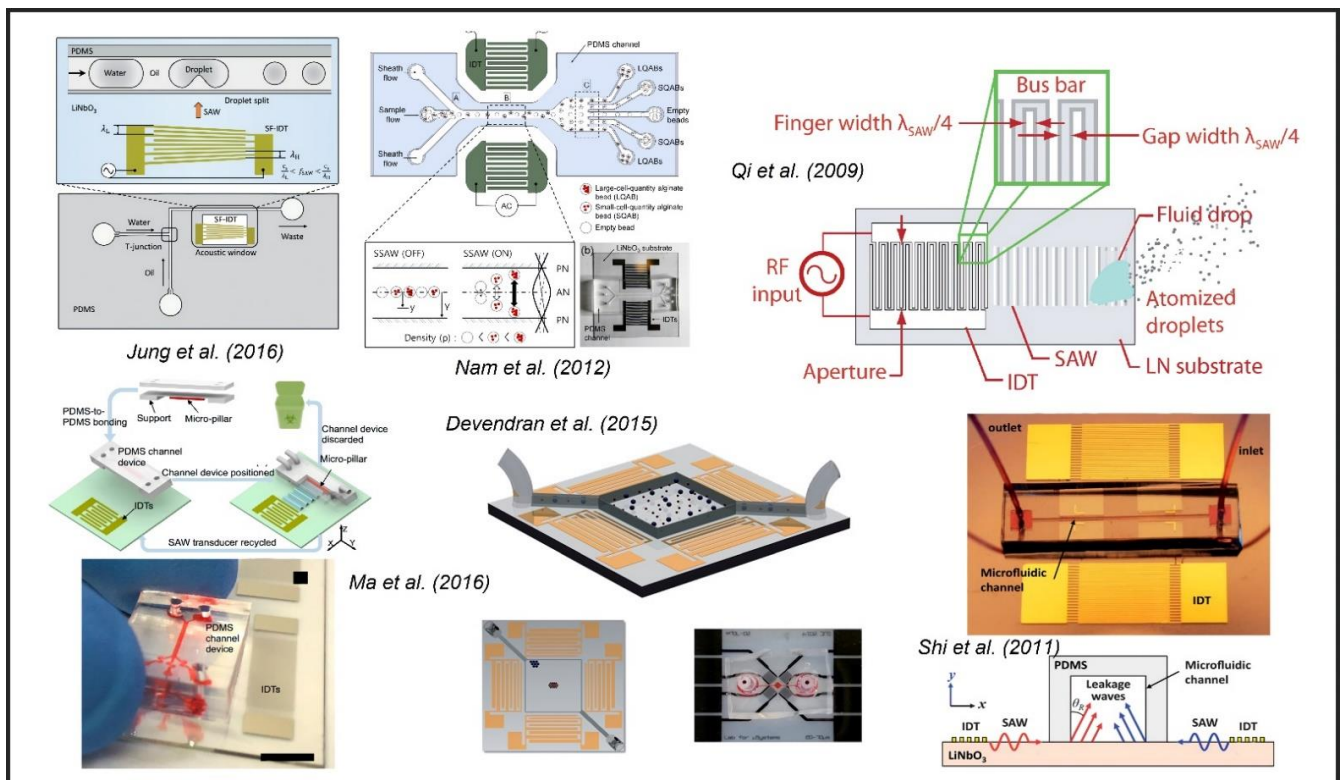 PDMS
Water
Oil
Droplet
Droplet split
LiNbO3
SAW
SF-IDT
λL
λH
Water
T-junction
SF-IDT
Acoustic window
Waste
Oil
PDMS
Jung et al. (2016)
IDT
PDMS channel
Sheath flow
Sample flow
Sheath flow
A
B
C
LQABs
SQABs
Empty beads
SQABs
LQABs
AC
Large-cell-quantity alginate bead (LQAB)
Small-cell-quantity alginate bead (SQAB)
Empty bead
SSAW (OFF)
SSAW (ON)
PN
AN
PN
y
Y
Density (p) :
(b)
LiNbO3 substrate
PDMS channel
IDTs
Nam et al. (2012)
Qi et al. (2009)
Bus bar
Finger width λSAW/4
Gap width λSAW/4
Fluid drop
RF input
Atomized droplets
Aperture
SAW
IDT
LN substrate
PDMS-to-PDMS bonding
Support
Micro-pillar
Channel device discarded
PDMS channel device
Channel device positioned
Micro-pillar
IDTs
SAW transducer recycled
Z
X
Y
PDMS channel device
IDTs
Ma et al. (2016)
Devendran et al. (2015)
outlet
inlet
Microfluidic channel
IDT
Shi et al. (2011)
PDMS
Microfluidic channel
Leakage waves
θR
y
x
IDT
SAW
SAW
IDT
LiNbO3